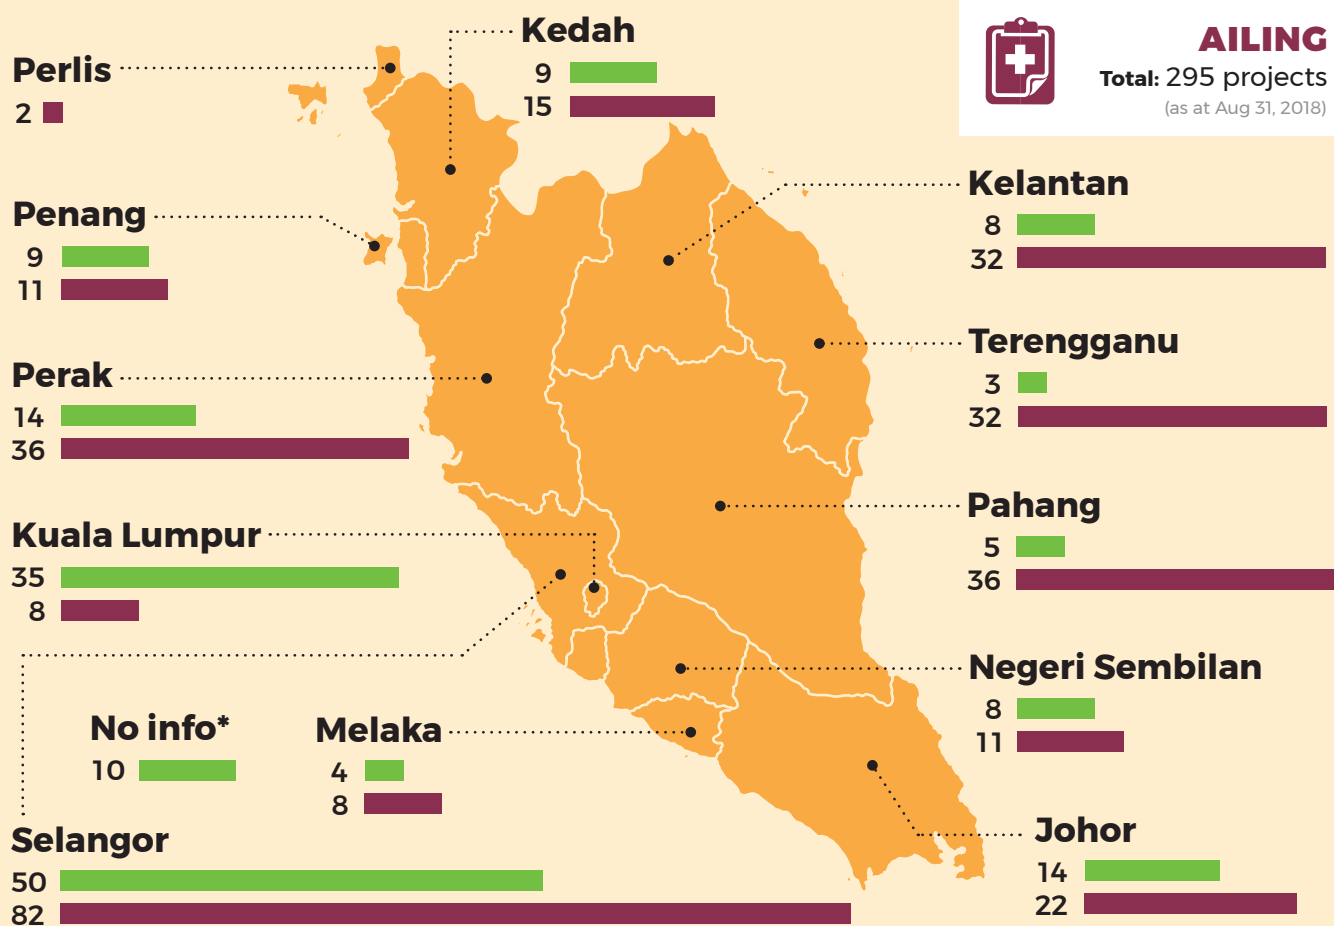 Kedah
9
15
AILING
Total: 295 projects
(as at Aug 31, 2018)
Perlis
2
Kelantan
8
32
Penang
9
11
Terengganu
3
32
Perak
14
36
Pahang
5
36
Kuala Lumpur
35
8
Negeri Sembilan
8
11
No info*
10
Melaka
4
8
Selangor
50
82
Johor
14
22